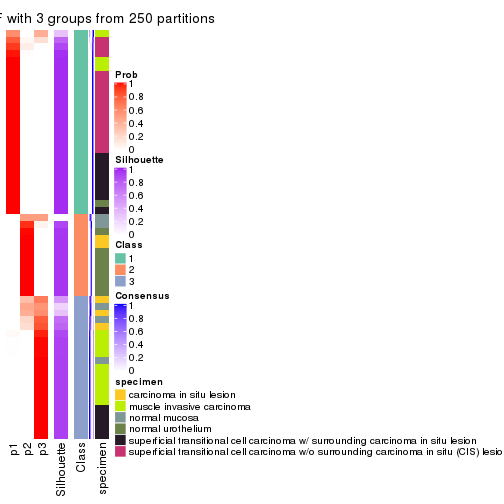 F with 3 groups from 250 partitions
Prob
1
0.8
0.6
0.4
0.2
0
Silhouette
1
0.8
0.6
0.4
0.2
0
Class
1
2
3
Consensus
1
0.8
0.6
0.4
0.2
0
specimen
carcinoma in situ lesion
muscle invasive carcinoma
normal mucosa
normal urothelium
superficial transitional cell carcinoma w/ surrounding carcinoma in situ lesion
superficial transitional cell carcinoma w/o surrounding carcinoma in situ (CIS) lesio
p1
p2
p3
Silhouette
Class
specimen